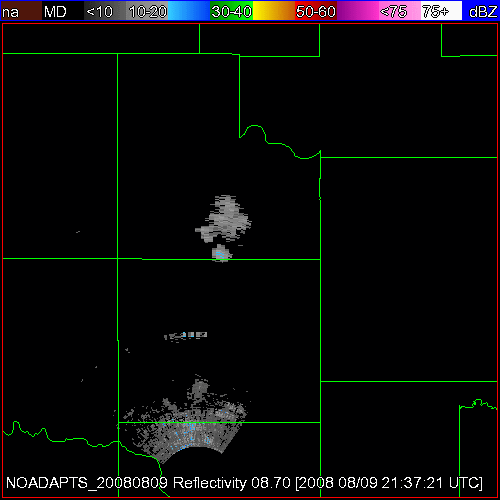 na MD <10 10-20 30-40 50-60 <75 75+ dBZ
NOADAPTS_20080809 Reflectivity 08.70 [2008 08/09 21:37:21 UTC]